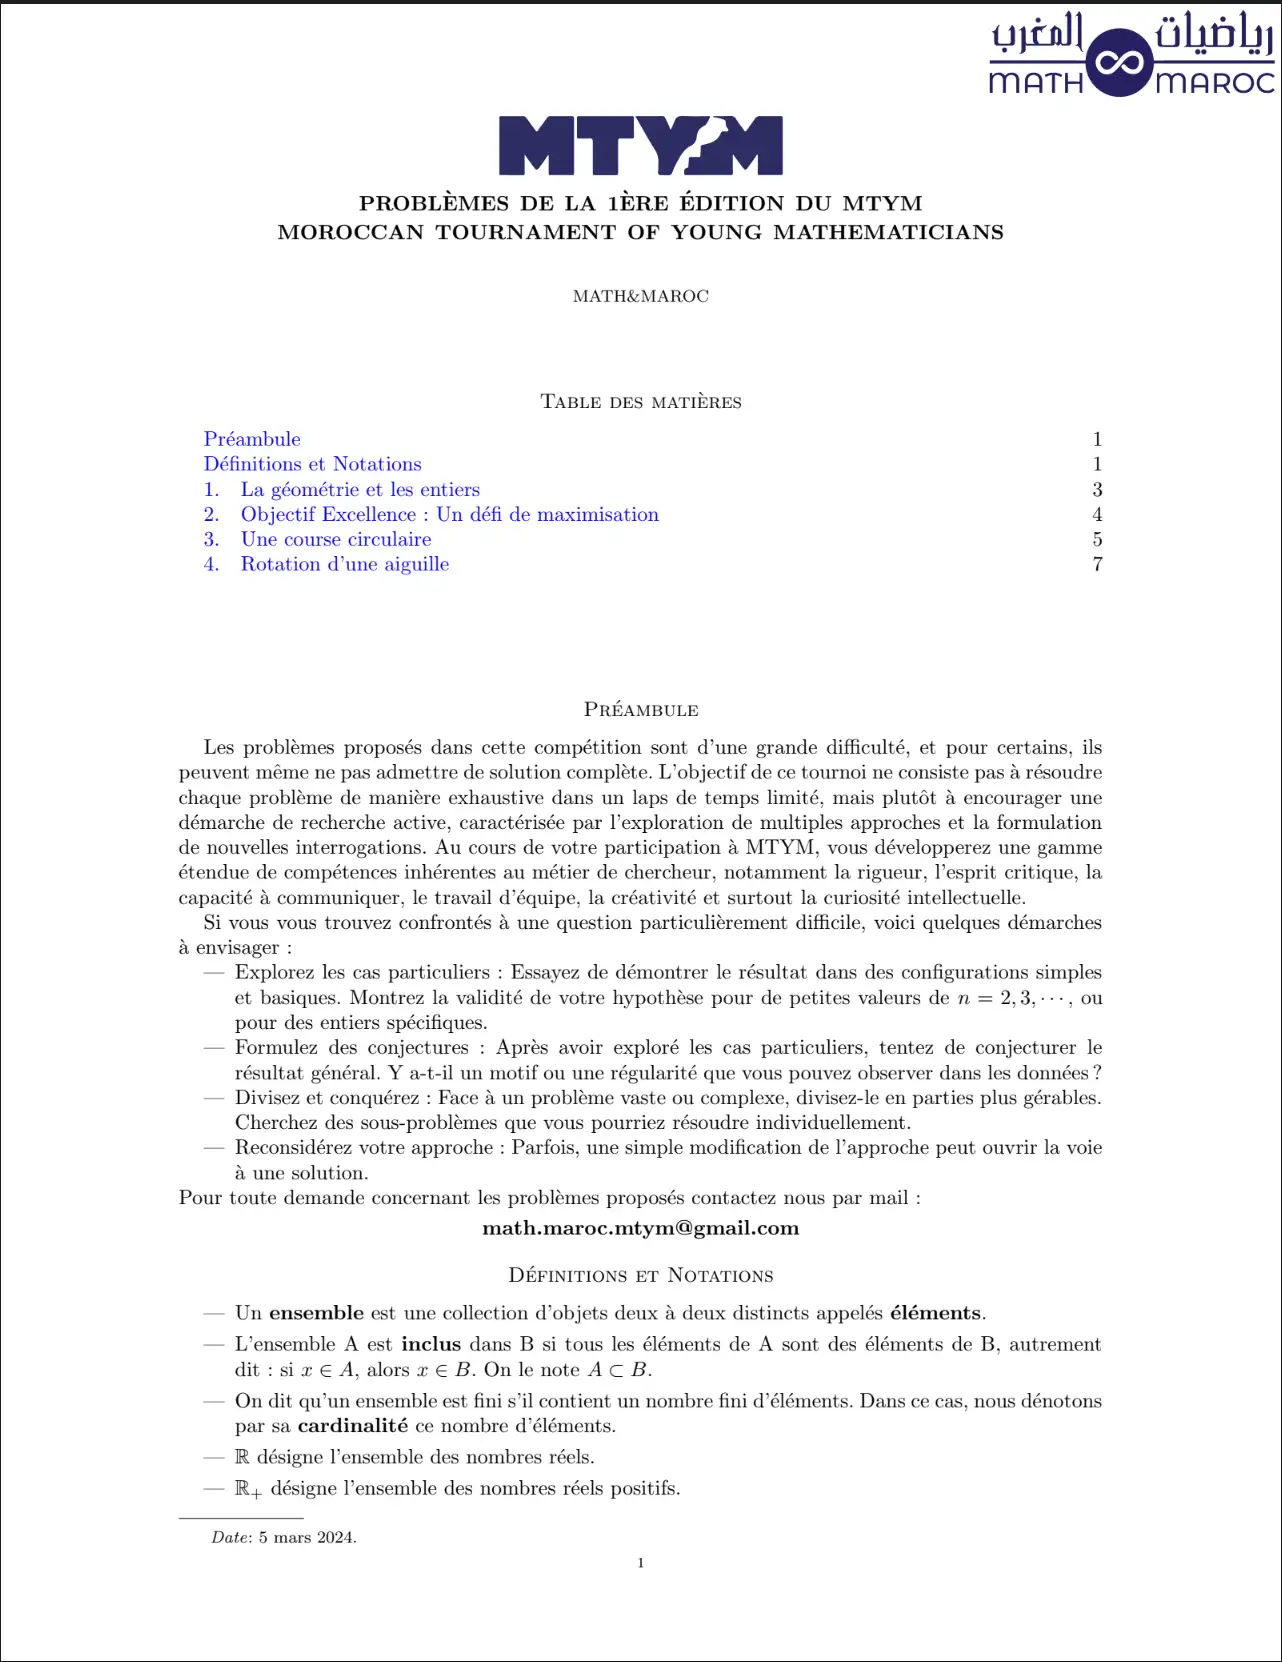 رياضيات المغرب
MATH MAROC
MTYM
PROBLÈMES DE LA 1ÈRE ÉDITION DU MTYM
MOROCCAN TOURNAMENT OF YOUNG MATHEMATICIANS
MATH&MAROC
TABLE DES MATIÈRES
Préambule 1
Définitions et Notations 1
1. La géométrie et les entiers 3
2. Objectif Excellence : Un défi de maximisation 4
3. Une course circulaire 5
4. Rotation d'une aiguille 7
PRÉAMBULE
Les problèmes proposés dans cette compétition sont d'une grande difficulté, et pour certains, ils
peuvent même ne pas admettre de solution complète. L'objectif de ce tournoi ne consiste pas à résoudre
chaque problème de manière exhaustive dans un laps de temps limité, mais plutôt à encourager une
démarche de recherche active, caractérisée par l'exploration de multiples approches et la formulation
de nouvelles interrogations. Au cours de votre participation à MTYM, vous développerez une gamme
étendue de compétences inhérentes au métier de chercheur, notamment la rigueur, l'esprit critique, la
capacité à communiquer, le travail d'équipe, la créativité et surtout la curiosité intellectuelle.
Si vous vous trouvez confrontés à une question particulièrement difficile, voici quelques démarches
à envisager :
— Explorez les cas particuliers : Essayez de démontrer le résultat dans des configurations simples
et basiques. Montrez la validité de votre hypothèse pour de petites valeurs de n = 2, 3, ⋯ , ou
pour des entiers spécifiques.
— Formulez des conjectures : Après avoir exploré les cas particuliers, tentez de conjecturer le
résultat général. Y a-t-il un motif ou une régularité que vous pouvez observer dans les données ?
— Divisez et conquérez : Face à un problème vaste ou complexe, divisez-le en parties plus gérables.
Cherchez des sous-problèmes que vous pourriez résoudre individuellement.
— Reconsidérez votre approche : Parfois, une simple modification de l'approche peut ouvrir la voie
à une solution.
Pour toute demande concernant les problèmes proposés contactez nous par mail :
math.maroc.mtym@gmail.com
DÉFINITIONS ET NOTATIONS
— Un ensemble est une collection d'objets deux à deux distincts appelés éléments.
— L'ensemble A est inclus dans B si tous les éléments de A sont des éléments de B, autrement
dit : si x ∈ A, alors x ∈ B. On le note A ⊂ B.
— On dit qu'un ensemble est fini s'il contient un nombre fini d'éléments. Dans ce cas, nous dénotons
par sa cardinalité ce nombre d'éléments.
— ℝ désigne l'ensemble des nombres réels.
— ℝ₊ désigne l'ensemble des nombres réels positifs.
Date: 5 mars 2024.
1